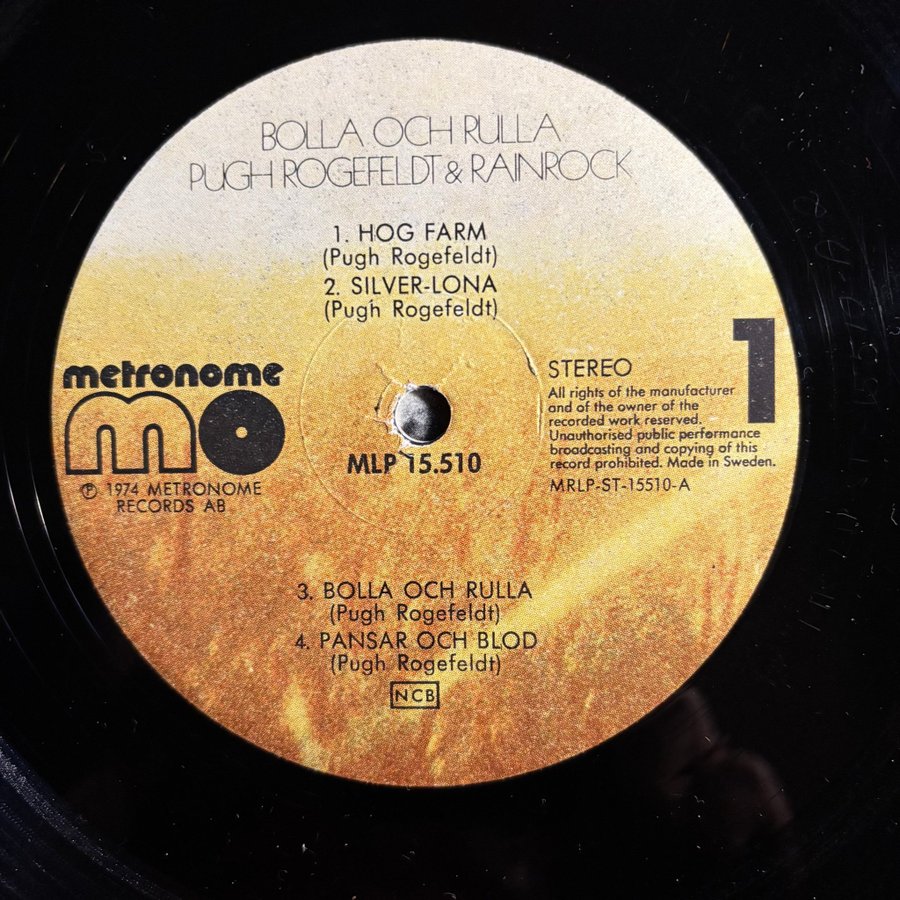 BOLLA OCH RULLA
PUGH ROGEFELDT & RAINROCK
1. HOG FARM
(Pugh Rogefeldt)
2. SILVER-LONA
(Pugh Rogefeldt)
metronome
mo
℗ 1974 METRONOME
RECORDS AB
MLP 15.510
1
STEREO
All rights of the manufacturer
and of the owner of the
recorded work reserved.
Unauthorised public performance
broadcasting and copying of this
record prohibited. Made in Sweden.
MRLP-ST-15510-A
3. BOLLA OCH RULLA
(Pugh Rogefeldt)
4. PANSAR OCH BLOD
(Pugh Rogefeldt)
NCB